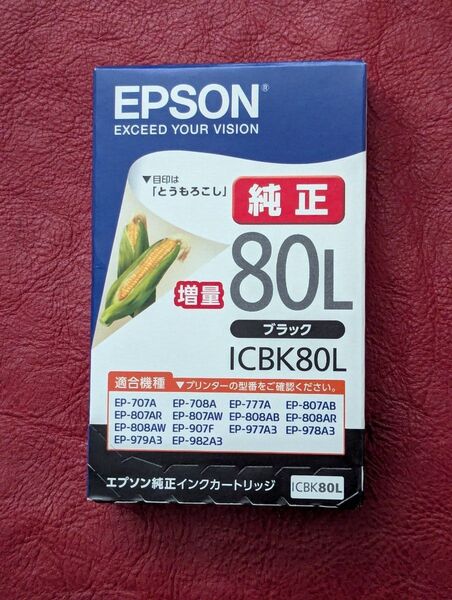 EPSON®
EXCEED YOUR VISION
▼目印は
「とうもろこし」
純正
増量
80L
ブラック
ICBK80L
適合機種 ▼プリンターの型番をご確認ください。
EP-707A EP-708A EP-777A EP-807AB
EP-807AR EP-807AW EP-808AB EP-808AR
EP-808AW EP-907F EP-977A3 EP-978A3
EP-979A3 EP-982A3
エプソン純正インクカートリッジ ICBK80L